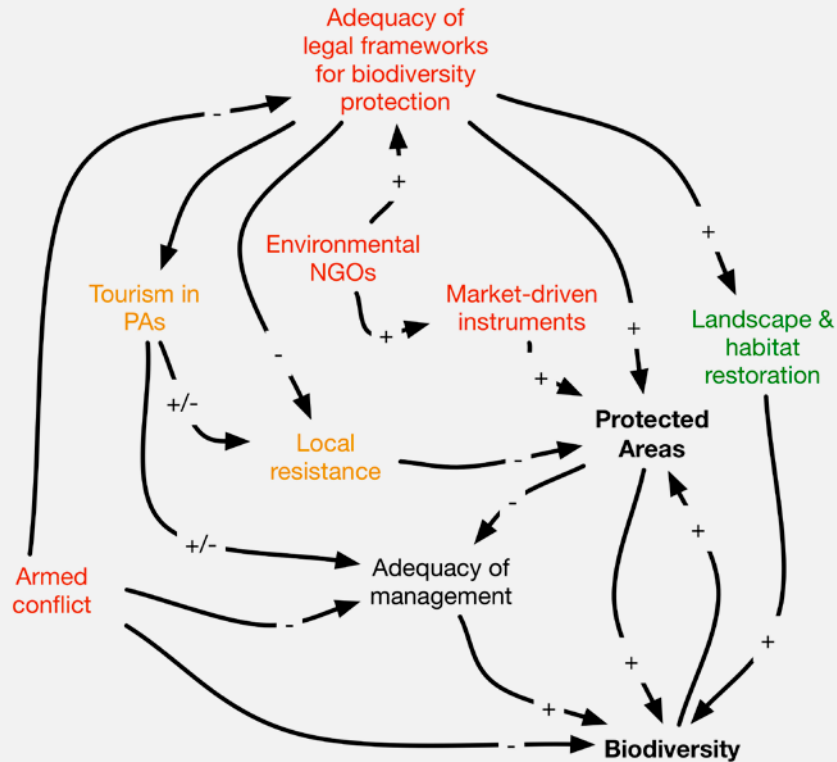 Adequacy of
legal frameworks
for biodiversity
protection
-
+
+
Environmental
NGOs
Tourism in
PAs
Market-driven
instruments
Landscape &
habitat
restoration
+
+
-
+
+/-
Protected
Areas
Local
resistance
-
-
+
+/-
Adequacy of
management
Armed
conflict
-
+
+
+
-
Biodiversity